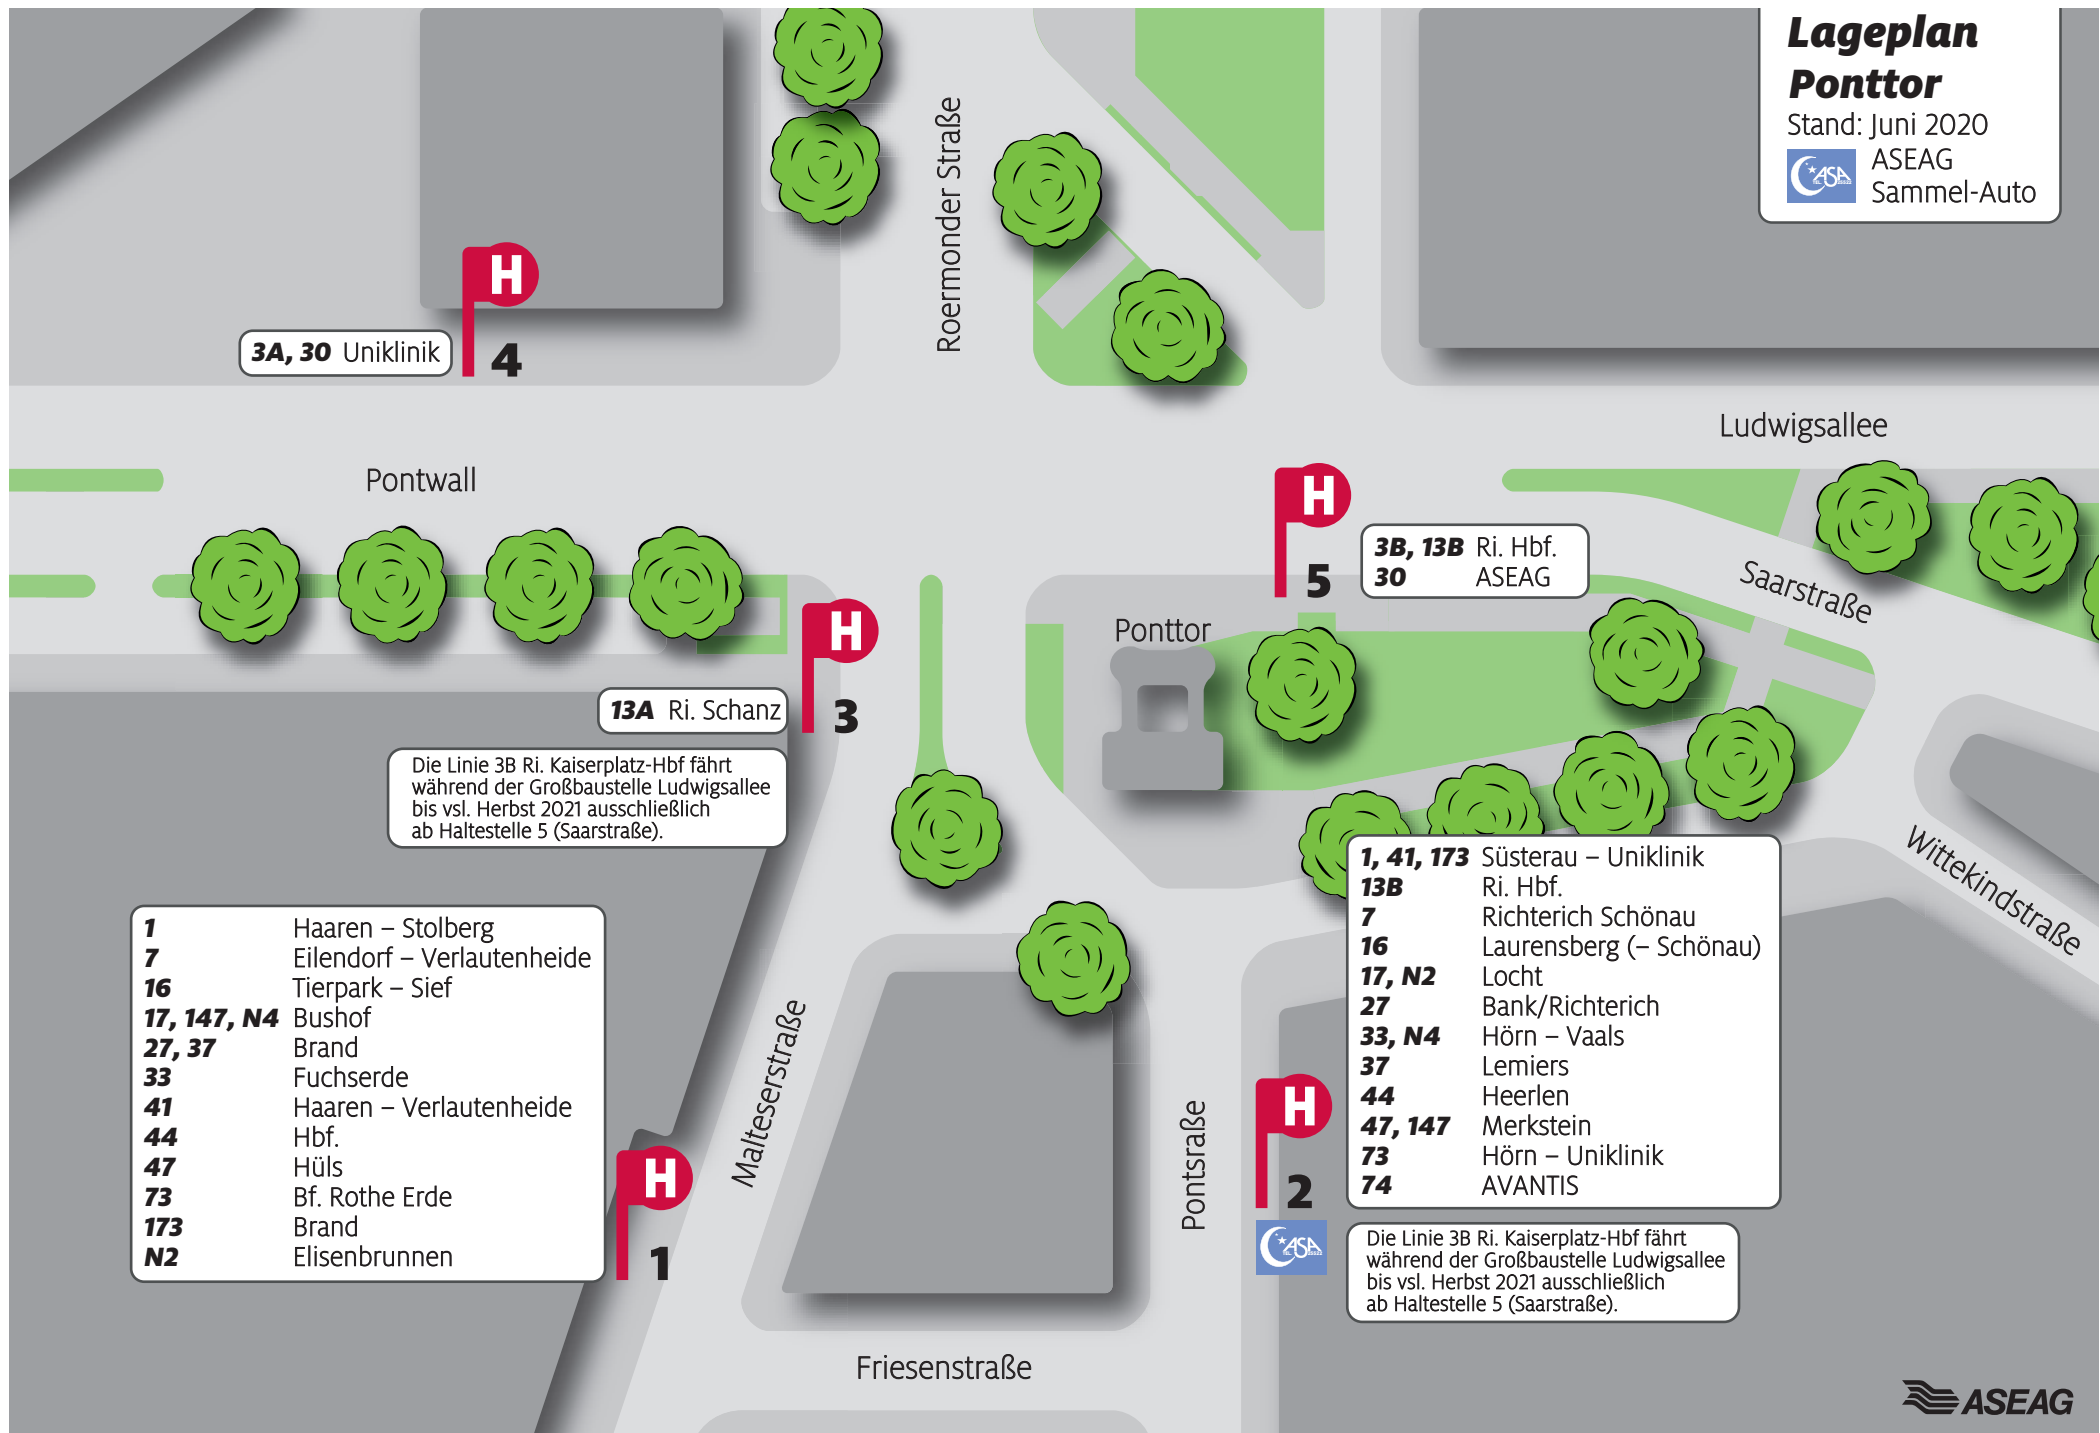 Lageplan
Ponttor
Stand: Juni 2020
ASA
ASEAG
Sammel-Auto
Roermonder Straße
H
4
3A, 30 Uniklinik
Ludwigsallee
Pontwall
H
5
3B, 13B Ri. Hbf.
30 ASEAG
Saarstraße
Ponttor
H
3
13A Ri. Schanz
Die Linie 3B Ri. Kaiserplatz-Hbf fährt
während der Großbaustelle Ludwigsallee
bis vsl. Herbst 2021 ausschließlich
ab Haltestelle 5 (Saarstraße).
Wittekindstraße
1 Haaren – Stolberg
7 Eilendorf – Verlautenheide
16 Tierpark – Sief
17, 147, N4 Bushof
27, 37 Brand
33 Fuchserde
41 Haaren – Verlautenheide
44 Hbf.
47 Hüls
73 Bf. Rothe Erde
173 Brand
N2 Elisenbrunnen
H
1
Malteserstraße
Pontsraße
1, 41, 173 Süsterau – Uniklinik
13B Ri. Hbf.
7 Richterich Schönau
16 Laurensberg (– Schönau)
17, N2 Locht
27 Bank/Richterich
33, N4 Hörn – Vaals
37 Lemiers
44 Heerlen
47, 147 Merkstein
73 Hörn – Uniklinik
74 AVANTIS
H
2
ASA
Die Linie 3B Ri. Kaiserplatz-Hbf fährt
während der Großbaustelle Ludwigsallee
bis vsl. Herbst 2021 ausschließlich
ab Haltestelle 5 (Saarstraße).
Friesenstraße
ASEAG